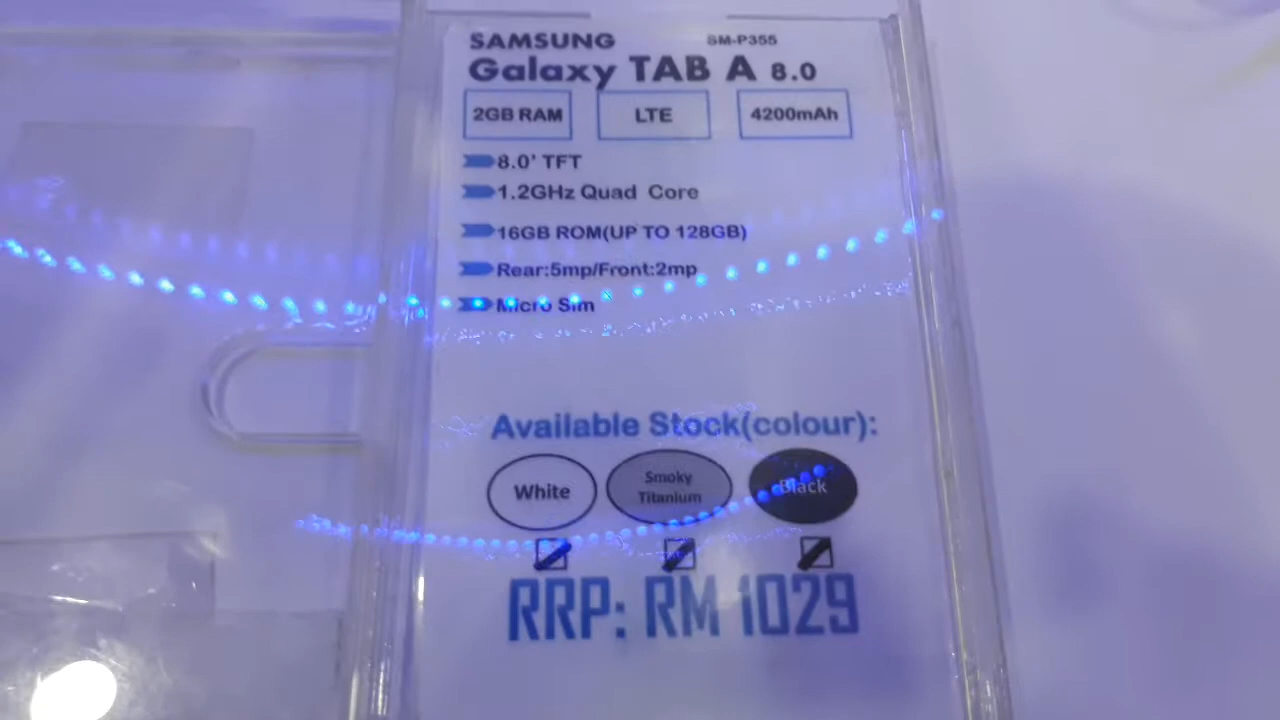 SAMSUNG SM-P355
Galaxy TAB A 8.0
2GB RAM LTE 4200mAh
8.0' TFT
1.2GHz Quad Core
16GB ROM(UP TO 128GB)
Rear:5mp/Front:2mp
Micro Sim
Available Stock(colour):
White Smoky Titanium Black
RRP: RM 1029